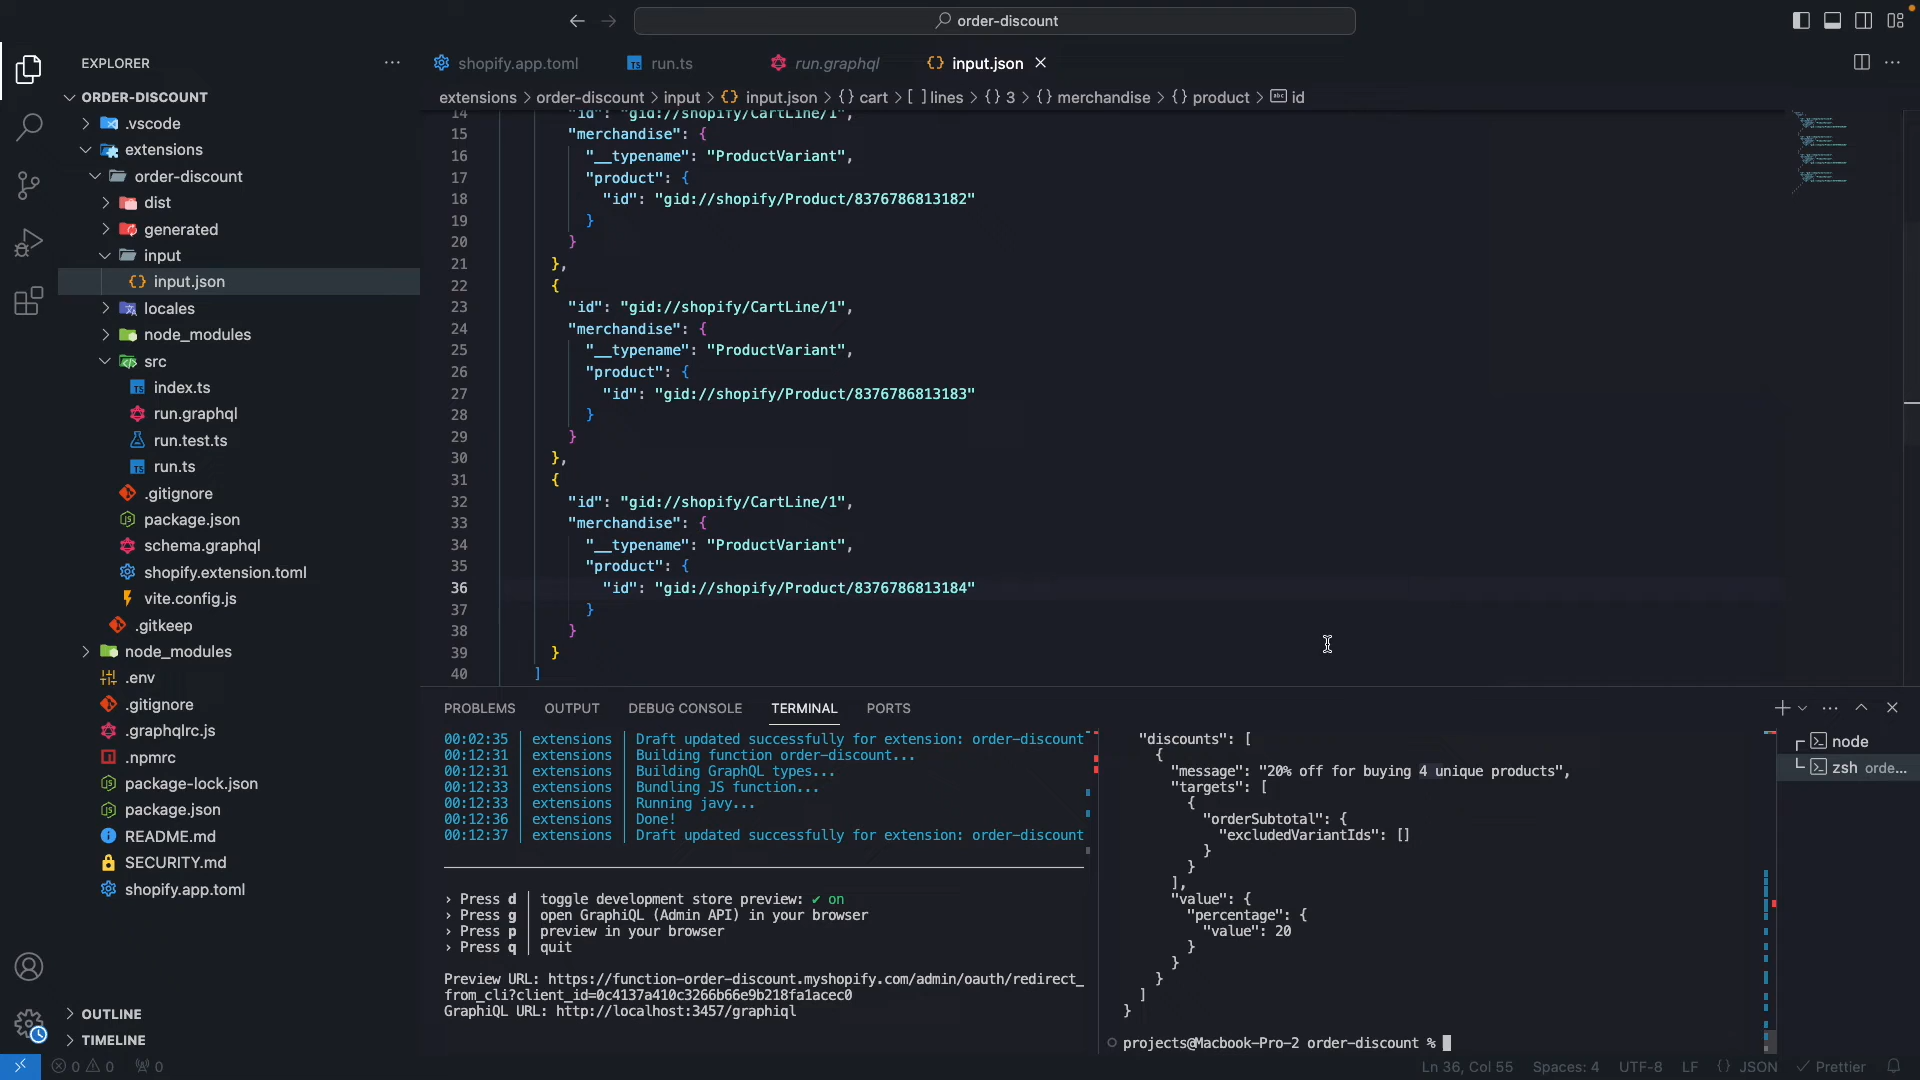 order-discount
EXPLORER
ORDER-DISCOUNT
.vscode
extensions
order-discount
dist
generated
input
input.json
locales
node_modules
src
index.ts
run.graphql
run.test.ts
run.ts
.gitignore
package.json
schema.graphql
shopify.extension.toml
vite.config.js
.gitkeep
node_modules
.env
.gitignore
.graphqlrc.js
.npmrc
package-lock.json
package.json
README.md
SECURITY.md
shopify.app.toml
OUTLINE
TIMELINE
shopify.app.toml run.ts run.graphql input.json
extensions > order-discount > input > {} input.json > {} cart > [ ] lines > {} 3 > {} merchandise > {} product > abc id
14 "id": "gid://shopify/CartLine/1",
15 "merchandise": {
16 "__typename": "ProductVariant",
17 "product": {
18 "id": "gid://shopify/Product/8376786813182"
19 }
20 }
21 },
22 {
23 "id": "gid://shopify/CartLine/1",
24 "merchandise": {
25 "__typename": "ProductVariant",
26 "product": {
27 "id": "gid://shopify/Product/8376786813183"
28 }
29 }
30 },
31 {
32 "id": "gid://shopify/CartLine/1",
33 "merchandise": {
34 "__typename": "ProductVariant",
35 "product": {
36 "id": "gid://shopify/Product/8376786813184"
37 }
38 }
39 }
40 ]
PROBLEMS OUTPUT DEBUG CONSOLE TERMINAL PORTS
00:02:35 | extensions | Draft updated successfully for extension: order-discount
00:12:31 | extensions | Building function order-discount...
00:12:31 | extensions | Building GraphQL types...
00:12:33 | extensions | Bundling JS function...
00:12:33 | extensions | Running javy...
00:12:36 | extensions | Done!
00:12:37 | extensions | Draft updated successfully for extension: order-discount
› Press d | toggle development store preview: ✔ on
› Press g | open GraphiQL (Admin API) in your browser
› Press p | preview in your browser
› Press q | quit
Preview URL: https://function-order-discount.myshopify.com/admin/oauth/redirect_
from_cli?client_id=0c4137a410c3266b66e9b218fa1acec0
GraphiQL URL: http://localhost:3457/graphiql
"discounts": [
{
"message": "20% off for buying 4 unique products",
"targets": [
{
"orderSubtotal": {
"excludedVariantIds": []
}
}
],
"value": {
"percentage": {
"value": 20
}
}
}
]
}
projects@Macbook-Pro-2 order-discount %
node
zsh orde...
0 0 0
Ln 36, Col 55 Spaces: 4 UTF-8 LF {} JSON Prettier